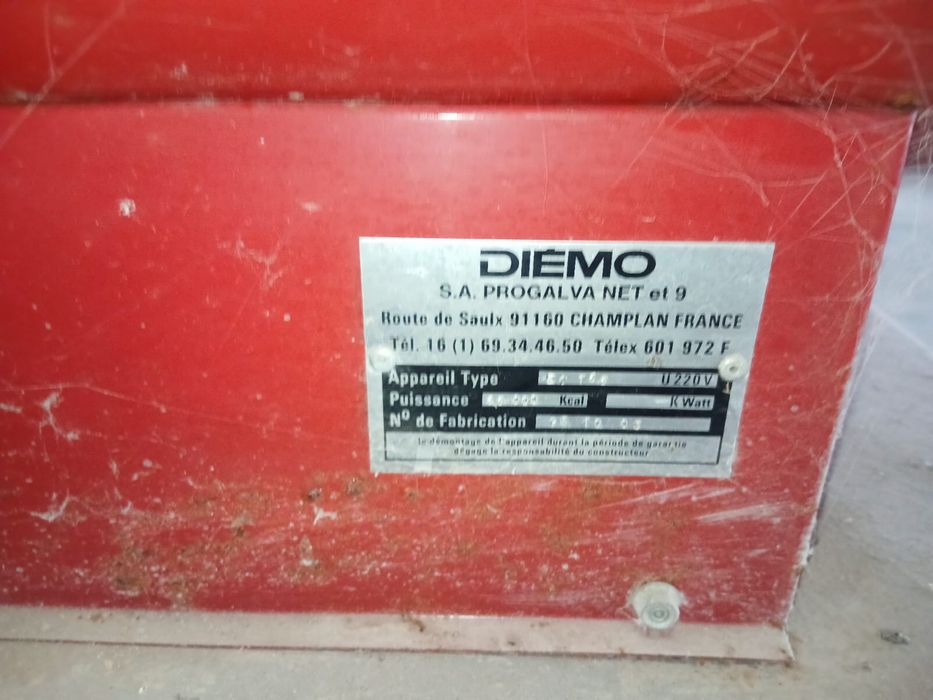 DIÉMO
S.A. PROGALVA NET et 9
Route de Saulx 91160 CHAMPLAN FRANCE
Tél. 16 (1) 69.34.46.50 Télex 601 972 F
Appareil Type U 220 V
Puissance Kcal K Watt
N° de Fabrication
le démontage de l'appareil durant la période de garantie
dégage la responsabilité du constructeur